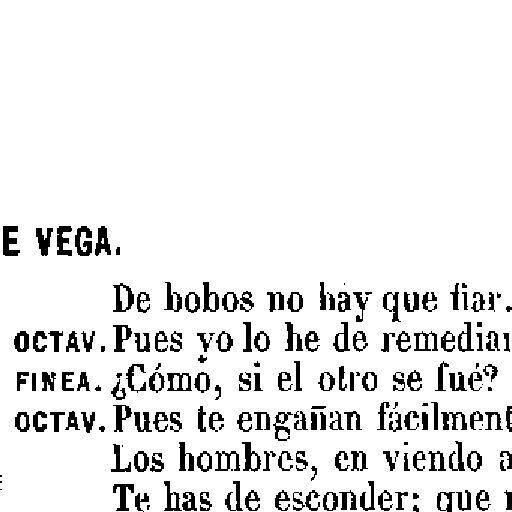 E VEGA.
De bobos no hay que fiar.
OCTAV. Pues yo lo he de remediar
FINEA. ¿Cómo, si el otro se fué?
OCTAV. Pues te engañan fácilment
Los hombres, en viendo a
Te has de esconder; que